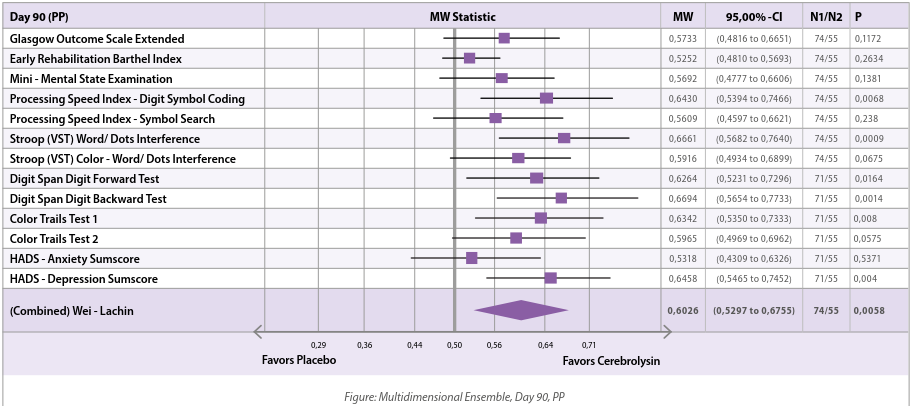 Day 90 (PP) MW Statistic MW 95,00% -CI N1/N2 P
Glasgow Outcome Scale Extended 0,5733 (0,4816 to 0,6651) 74/55 0,1172
Early Rehabilitation Barthel Index 0,5252 (0,4810 to 0,5693) 74/55 0,2634
Mini - Mental State Examination 0,5692 (0,4777 to 0,6606) 74/55 0,1381
Processing Speed Index - Digit Symbol Coding 0,6430 (0,5394 to 0,7466) 74/55 0,0068
Processing Speed Index - Symbol Search 0,5609 (0,4597 to 0,6621) 74/55 0,238
Stroop (VST) Word/ Dots Interference 0,6661 (0,5682 to 0,7640) 74/55 0,0009
Stroop (VST) Color - Word/ Dots Interference 0,5916 (0,4934 to 0,6899) 74/55 0,0675
Digit Span Digit Forward Test 0,6264 (0,5231 to 0,7296) 71/55 0,0164
Digit Span Digit Backward Test 0,6694 (0,5654 to 0,7733) 71/55 0,0014
Color Trails Test 1 0,6342 (0,5350 to 0,7333) 71/55 0,008
Color Trails Test 2 0,5965 (0,4969 to 0,6962) 71/55 0,0575
HADS - Anxiety Sumscore 0,5318 (0,4309 to 0,6326) 71/55 0,5371
HADS - Depression Sumscore 0,6458 (0,5465 to 0,7452) 71/55 0,004
(Combined) Wei - Lachin 0,6026 (0,5297 to 0,6755) 74/55 0,0058
0,29 0,36 0,44 0,50 0,56 0,64 0,71
Favors Placebo Favors Cerebrolysin
Figure: Multidimensional Ensemble, Day 90, PP